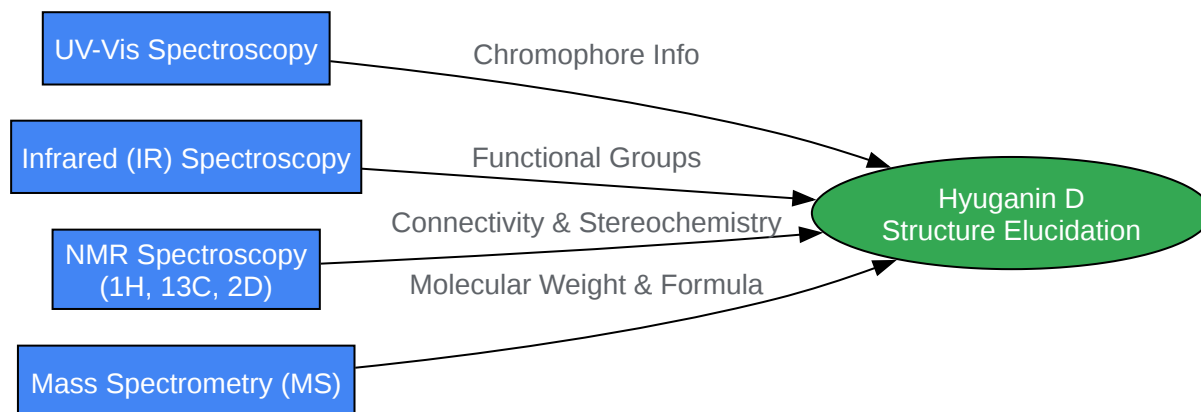 UV-Vis Spectroscopy
Chromophore Info
Infrared (IR) Spectroscopy
Functional Groups
Hyuganin D
Structure Elucidation
Connectivity & Stereochemistry
NMR Spectroscopy
(1H, 13C, 2D)
Molecular Weight & Formula
Mass Spectrometry (MS)